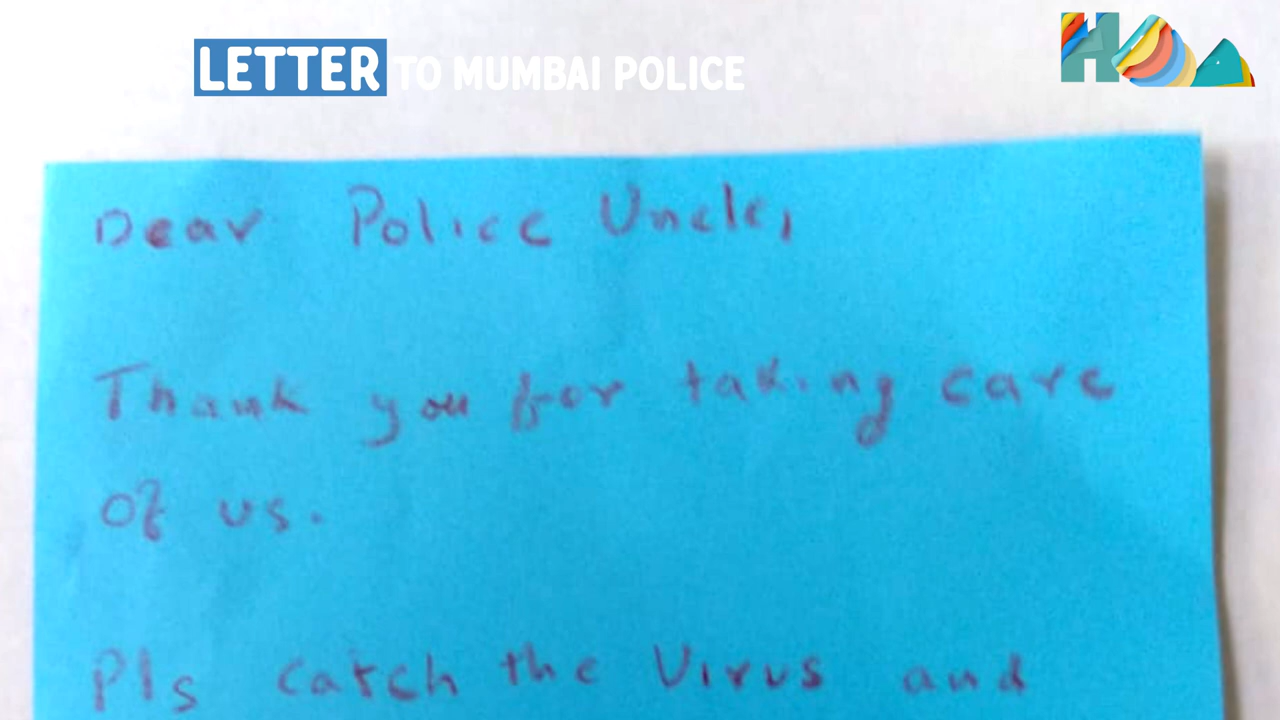 LETTER TO MUMBAI POLICE
HOA
Dear Police Uncle,
Thank you for taking care
of us.
Pls catch the Virus and